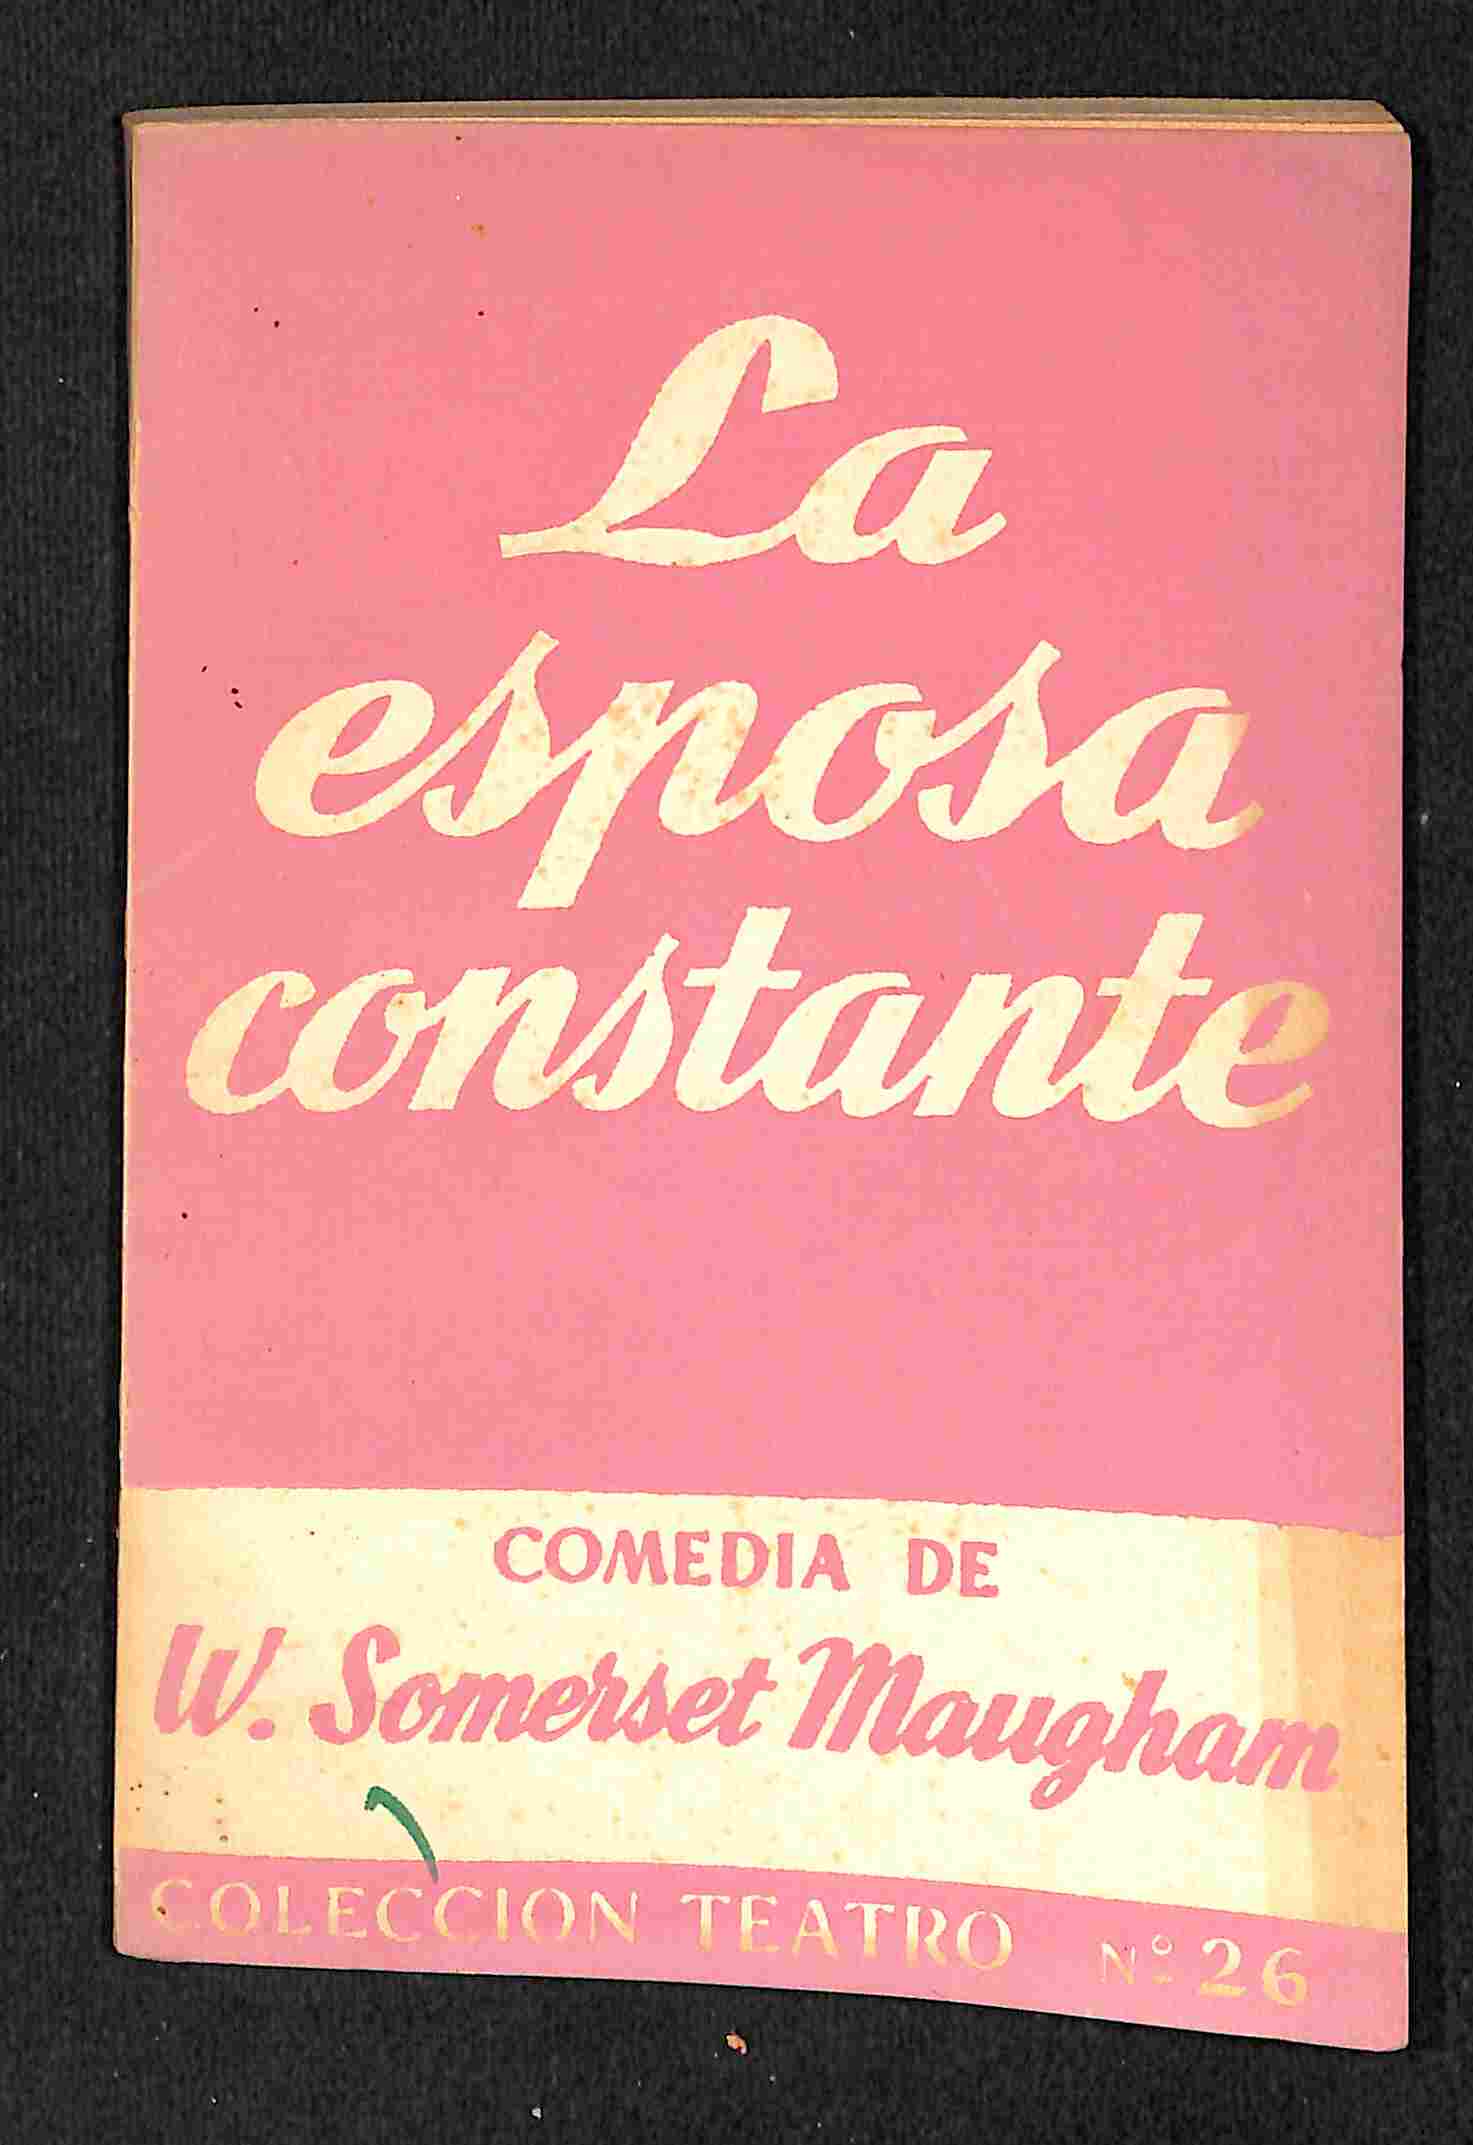 La
esposa
constante
COMEDIA DE
W. Somerset Maugham
COLECCION TEATRO Nº 26